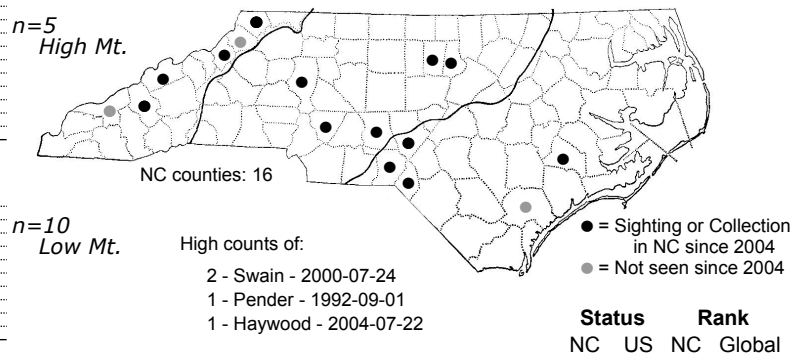 n=5
High Mt.
NC counties: 16
n=10
Low Mt.
High counts of:
2 - Swain - 2000-07-24
1 - Pender - 1992-09-01
1 - Haywood - 2004-07-22
= Sighting or Collection
in NC since 2004
= Not seen since 2004
Status Rank
NC US NC Global